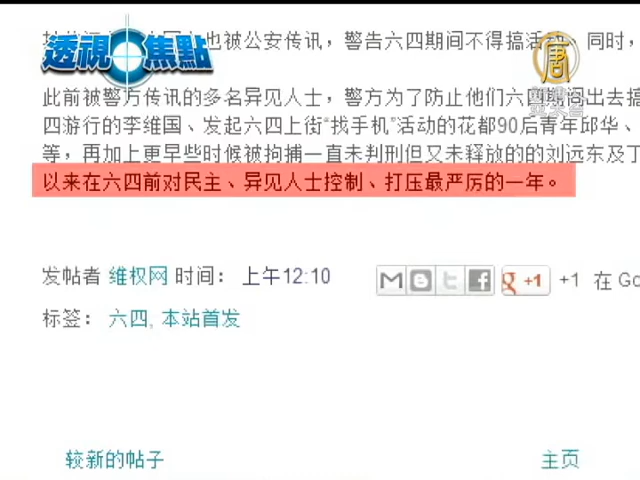 也被公安传讯，警告六四期间不得搞活动，同时，
透視焦點
唐
此前被警方传讯的多名异见人士，警方为了防止他们六四期间出去搞
四游行的李维国、发起六四上街“找手机”活动的花都90后青年邱华、
等，再加上更早些时候被拘捕一直未判刑但又未释放的的刘远东及丁
以来在六四前对民主、异见人士控制、打压最严厉的一年。
发帖者 维权网 时间： 上午12:10
+1 +1 在 Go
标签： 六四, 本站首发
较新的帖子 主页